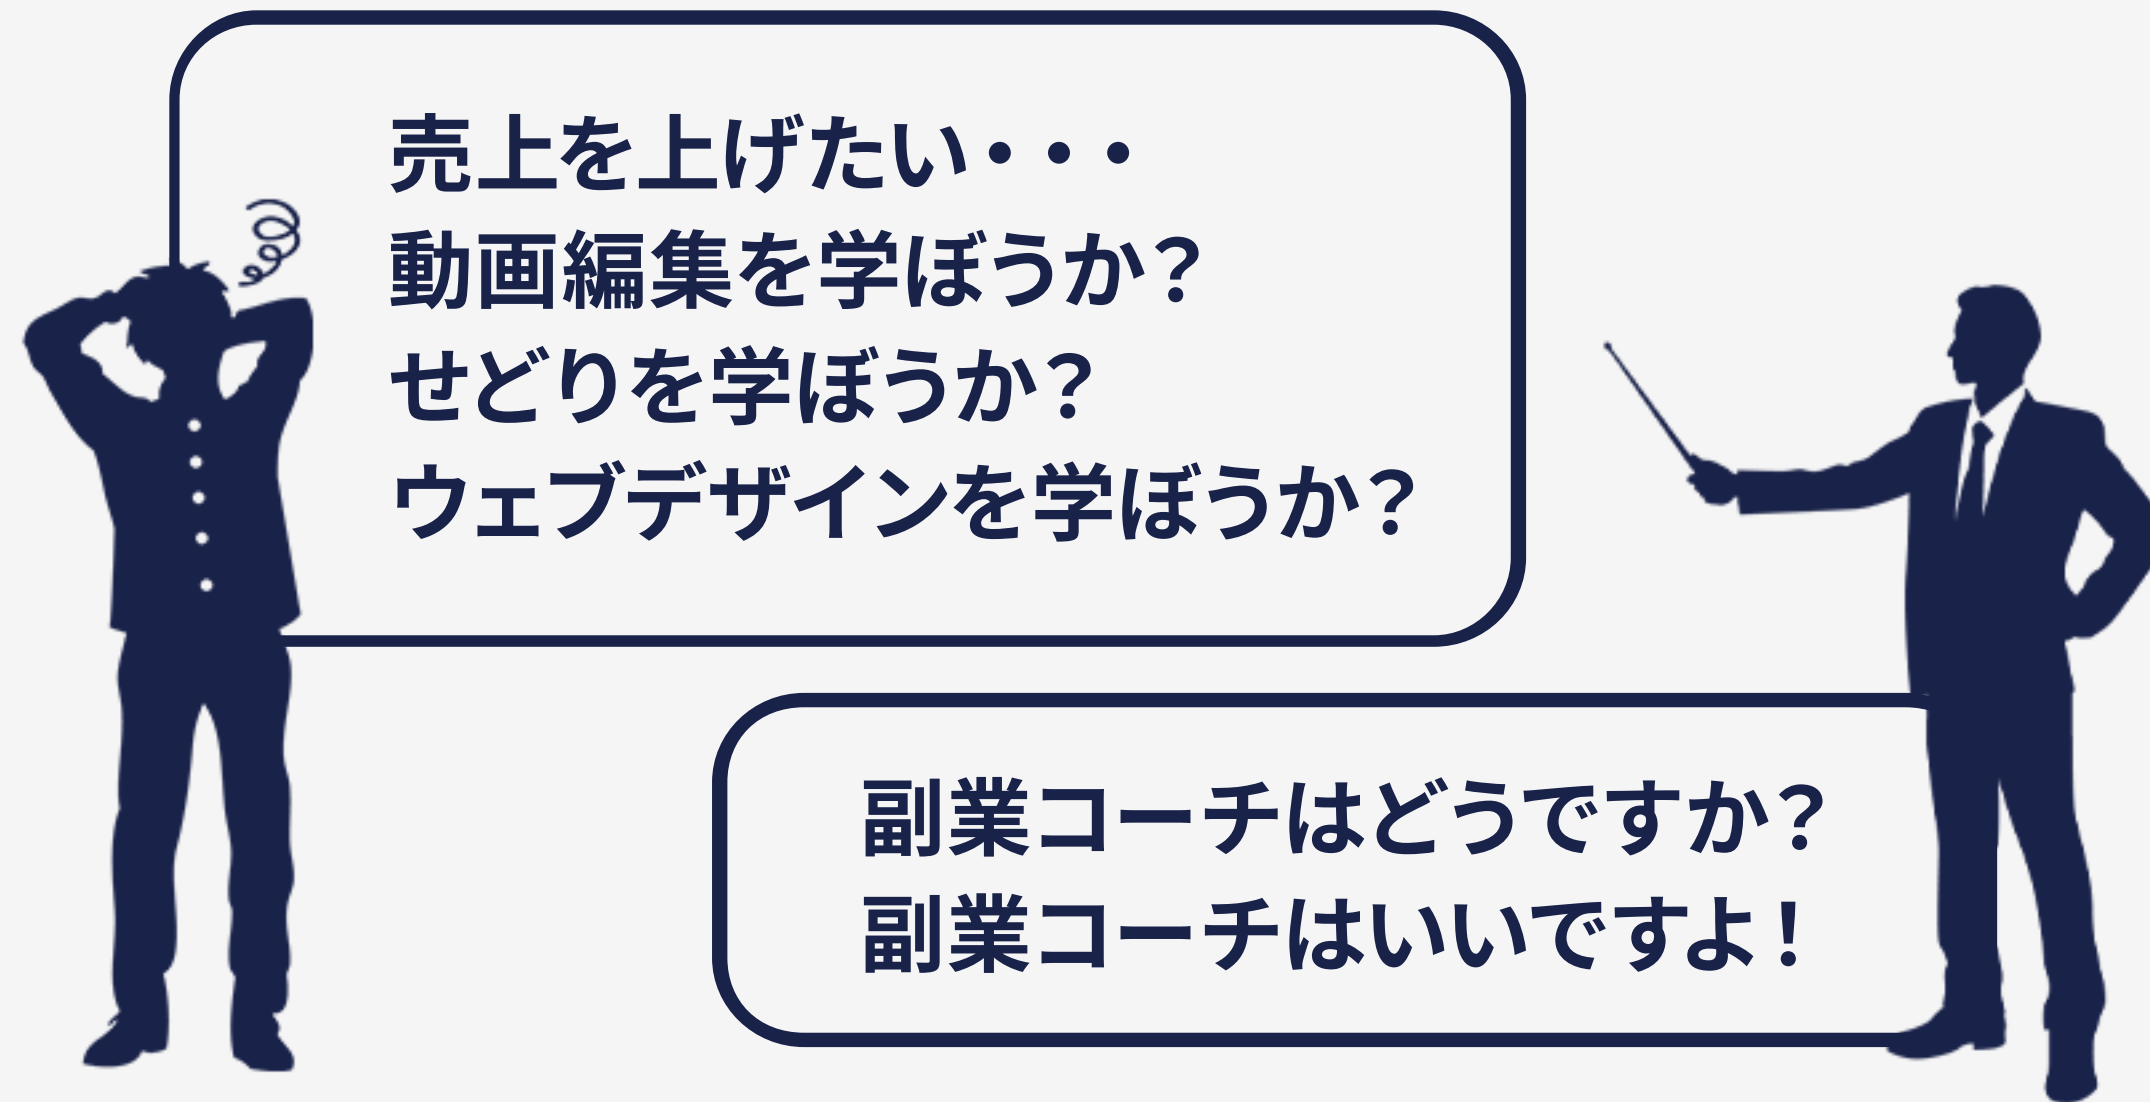 売上を上げたい・・・
動画編集を学ぼうか？
せどりを学ぼうか？
ウェブデザインを学ぼうか？
副業コーチはどうですか？
副業コーチはいいですよ！